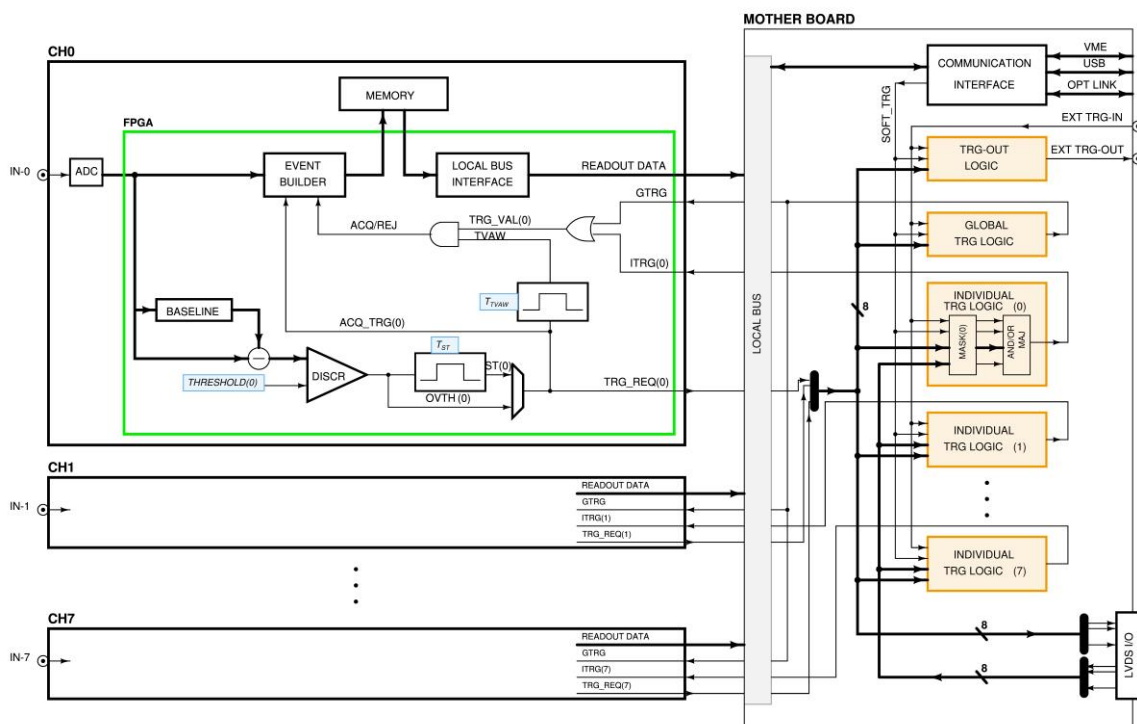 MOTHER BOARD
CH0
VME
USB
OPT LINK
COMMUNICATION
INTERFACE
MEMORY
SOFT_TRG
FPGA
EXT TRG-IN
IN-0
ADC
EVENT
BUILDER
LOCAL BUS
INTERFACE
READOUT DATA
TRG-OUT
LOGIC
EXT TRG-OUT
GTRG
TRG_VAL(0)
ACQ/REJ
TVAW
GLOBAL
TRG LOGIC
ITRG(0)
T_TVAW
INDIVIDUAL
TRG LOGIC (0)
8
BASELINE
ACQ_TRG(0)
MASK(0)
AND/OR
MAJ
LOCAL BUS
T_ST
THRESHOLD(0)
DISCR
ST(0)
OVTH (0)
TRG_REQ(0)
INDIVIDUAL
TRG LOGIC (1)
CH1
READOUT DATA
IN-1
GTRG
ITRG(1)
TRG_REQ(1)
INDIVIDUAL
TRG LOGIC (7)
CH7
READOUT DATA
IN-7
GTRG
ITRG(7)
TRG_REQ(7)
8
8
LVDS I/O